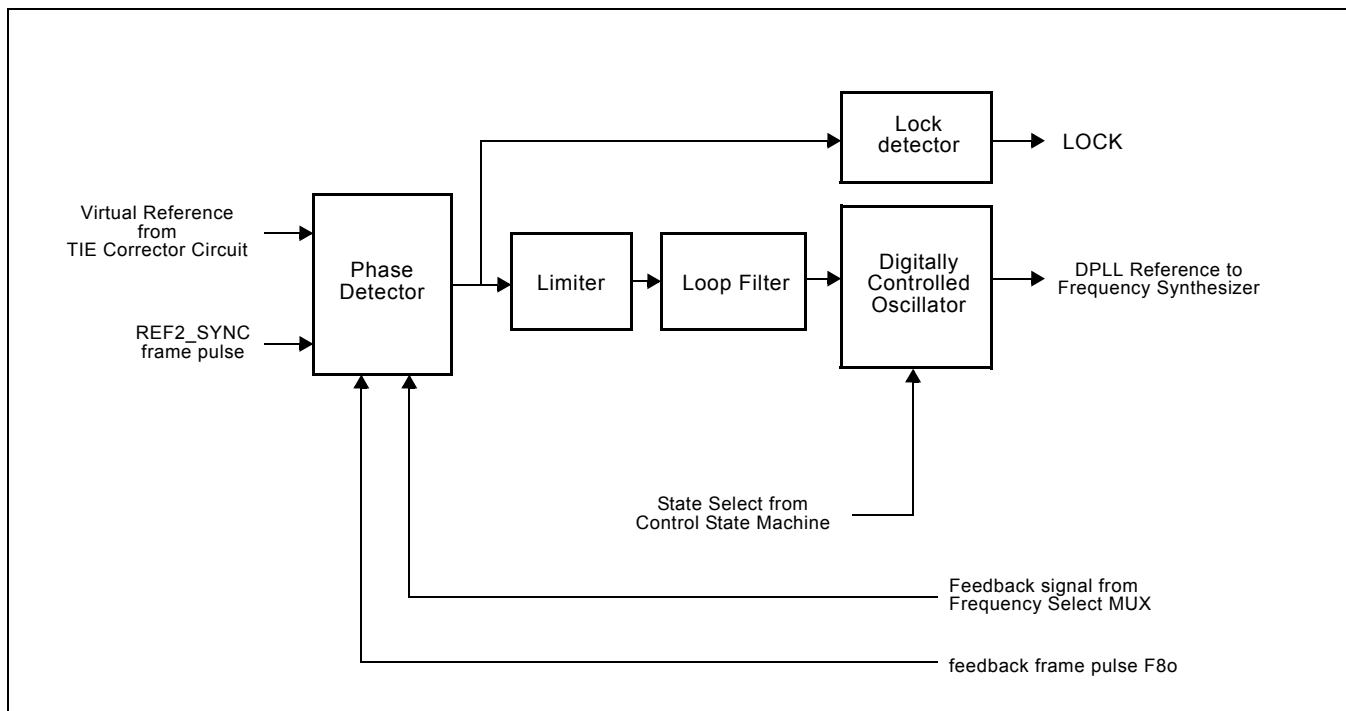 Lock
detector
LOCK
Virtual Reference
from
TIE Corrector Circuit
Phase
Detector
Limiter
Loop Filter
Digitally
Controlled
Oscillator
DPLL Reference to
Frequency Synthesizer
REF2_SYNC
frame pulse
State Select from
Control State Machine
Feedback signal from
Frequency Select MUX
feedback frame pulse F8o